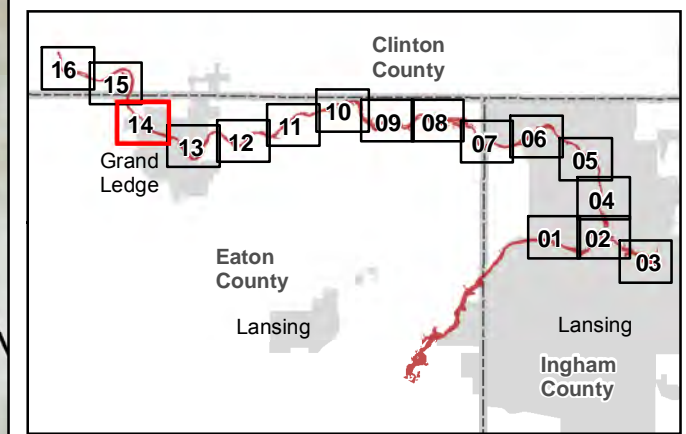 Clinton
County
16
15
14
13
12
11
10
09
08
07
06
05
04
01
02
03
Grand
Ledge
Eaton
County
Lansing
Lansing
Ingham
County